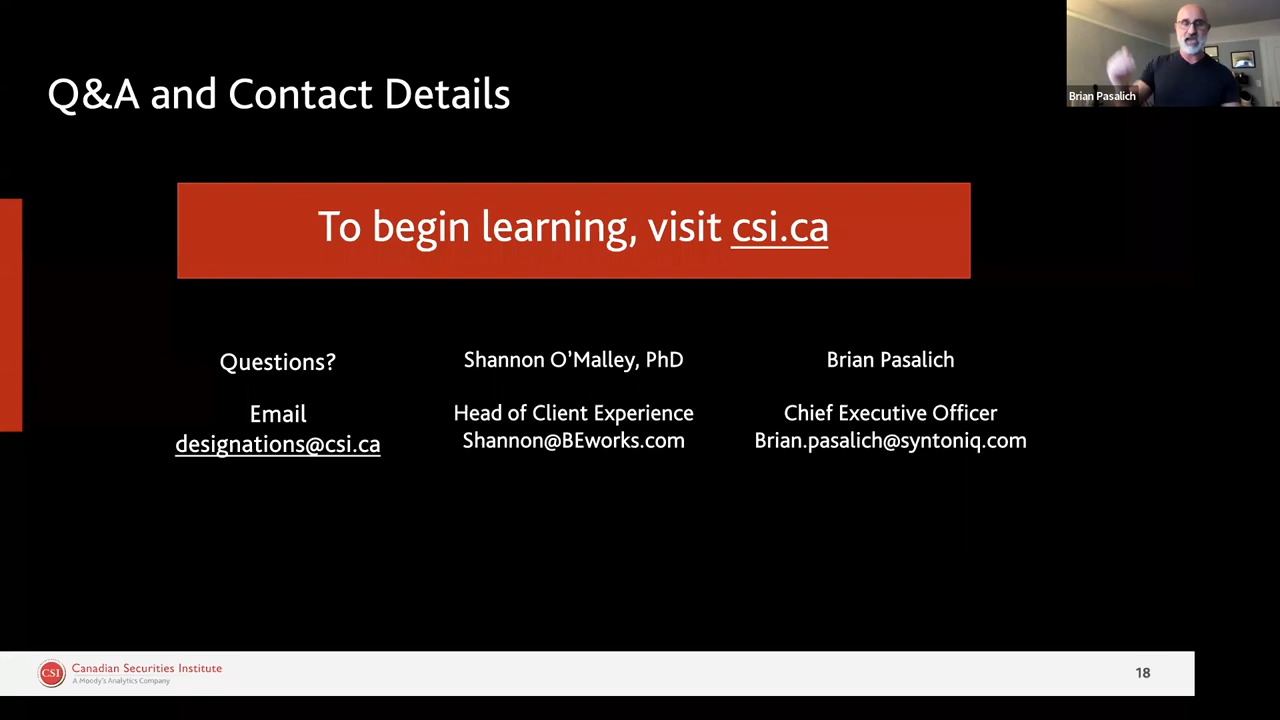 Q&A and Contact Details
Brian Pasalich
To begin learning, visit csi.ca
Questions?
Email
designations@csi.ca
Shannon O'Malley, PhD
Head of Client Experience
Shannon@BEworks.com
Brian Pasalich
Chief Executive Officer
Brian.pasalich@syntoniq.com
CSI
Canadian Securities Institute
A Moody's Analytics Company
18